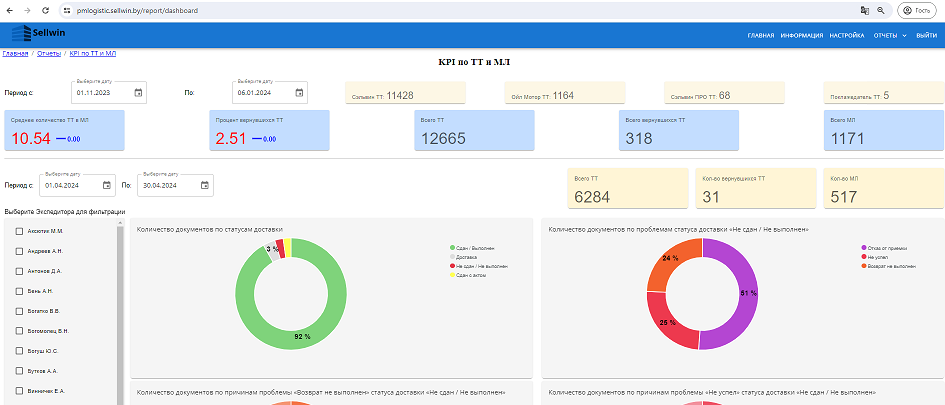 pmlogistic.sellwin.by/report/dashboard
Гость
Sellwin
ГЛАВНАЯ ИНФОРМАЦИЯ НАСТРОЙКА ОТЧЕТЫ ВЫЙТИ
Главная / Отчеты / KPI по ТТ и МЛ
KPI по ТТ и МЛ
Период с:
Выберите дату
01.11.2023
По:
Выберите дату
06.01.2024
Сэльвин ТТ: 11428
Ойл Мотор ТТ: 1164
Сэльвин ПРО ТТ: 68
Поклажедатель ТТ: 5
Среднее количество ТТ в МЛ
10.54 — 0.00
Процент вернувшихся ТТ
2.51 — 0.00
Всего ТТ
12665
Всего вернувшихся ТТ
318
Всего МЛ
1171
Период с:
Выберите дату
01.04.2024
По:
Выберите дату
30.04.2024
Всего ТТ
6284
Кол-во вернувшихся ТТ
31
Кол-во МЛ
517
Выберите Экспедитора для фильтрации
Аксютик М.М.
Андреев А.Н.
Антонов Д.А.
Бень А.Н.
Богатко В.В.
Богомолец В.Н.
Богуш Ю.С.
Бутков А.А.
Винничек Е.А.
Количество документов по статусам доставки
3 %
92 %
Сдан / Выполнен
Доставка
Не сдан / Не выполнен
Сдан с актом
Количество документов по проблемам статуса доставки «Не сдан / Не выполнен»
24 %
51 %
25 %
Отказ от приемки
Не успел
Возврат не выполнен
Количество документов по причинам проблемы «Возврат не выполнен» статуса доставки «Не сдан / Не выполнен»
Количество документов по причинам проблемы «Не успел» статуса доставки «Не сдан / Не выполнен»